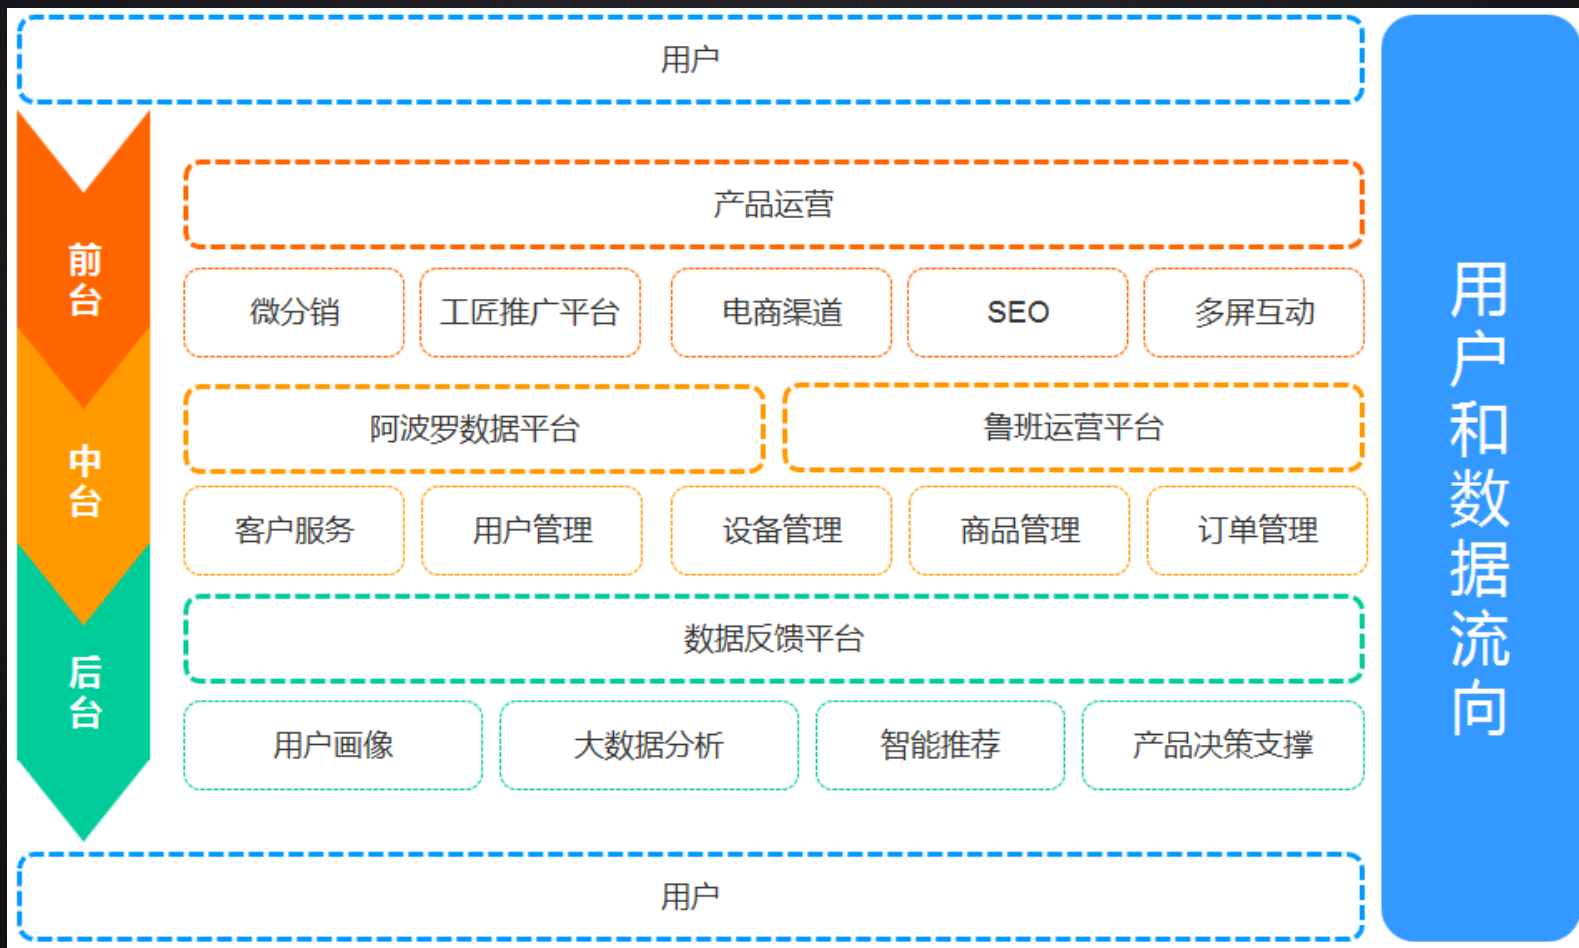 用户
前台
产品运营
微分销
工匠推广平台
电商渠道
SEO
多屏互动
中台
阿波罗数据平台
鲁班运营平台
客户服务
用户管理
设备管理
商品管理
订单管理
后台
数据反馈平台
用户画像
大数据分析
智能推荐
产品决策支撑
用户
用户和数据流向